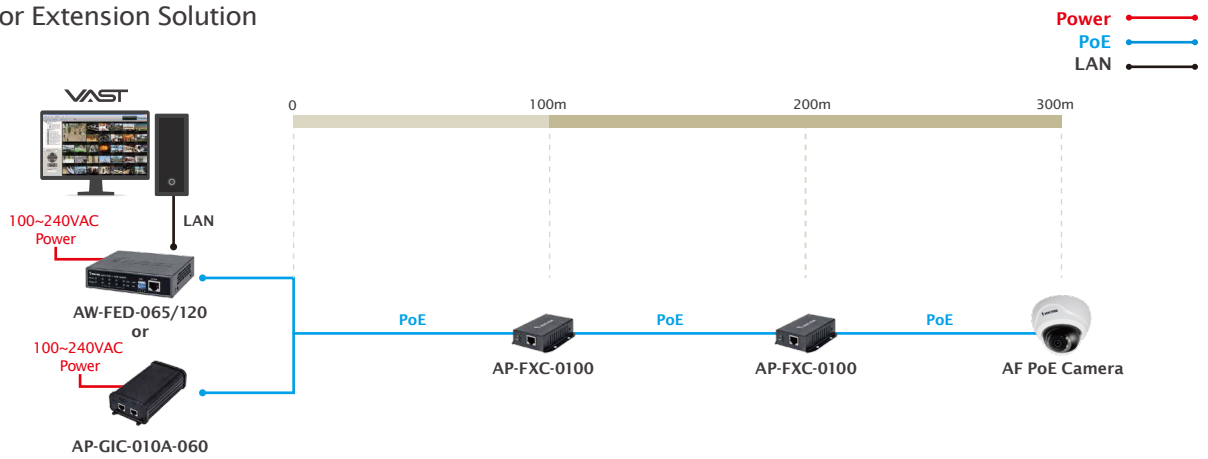 or Extension Solution
Power
PoE
LAN
VAST
0
100m
200m
300m
100~240VAC
Power
LAN
AW-FED-065/120
or
100~240VAC
Power
AP-GIC-010A-060
PoE
PoE
PoE
AP-FXC-0100
AP-FXC-0100
AF PoE Camera